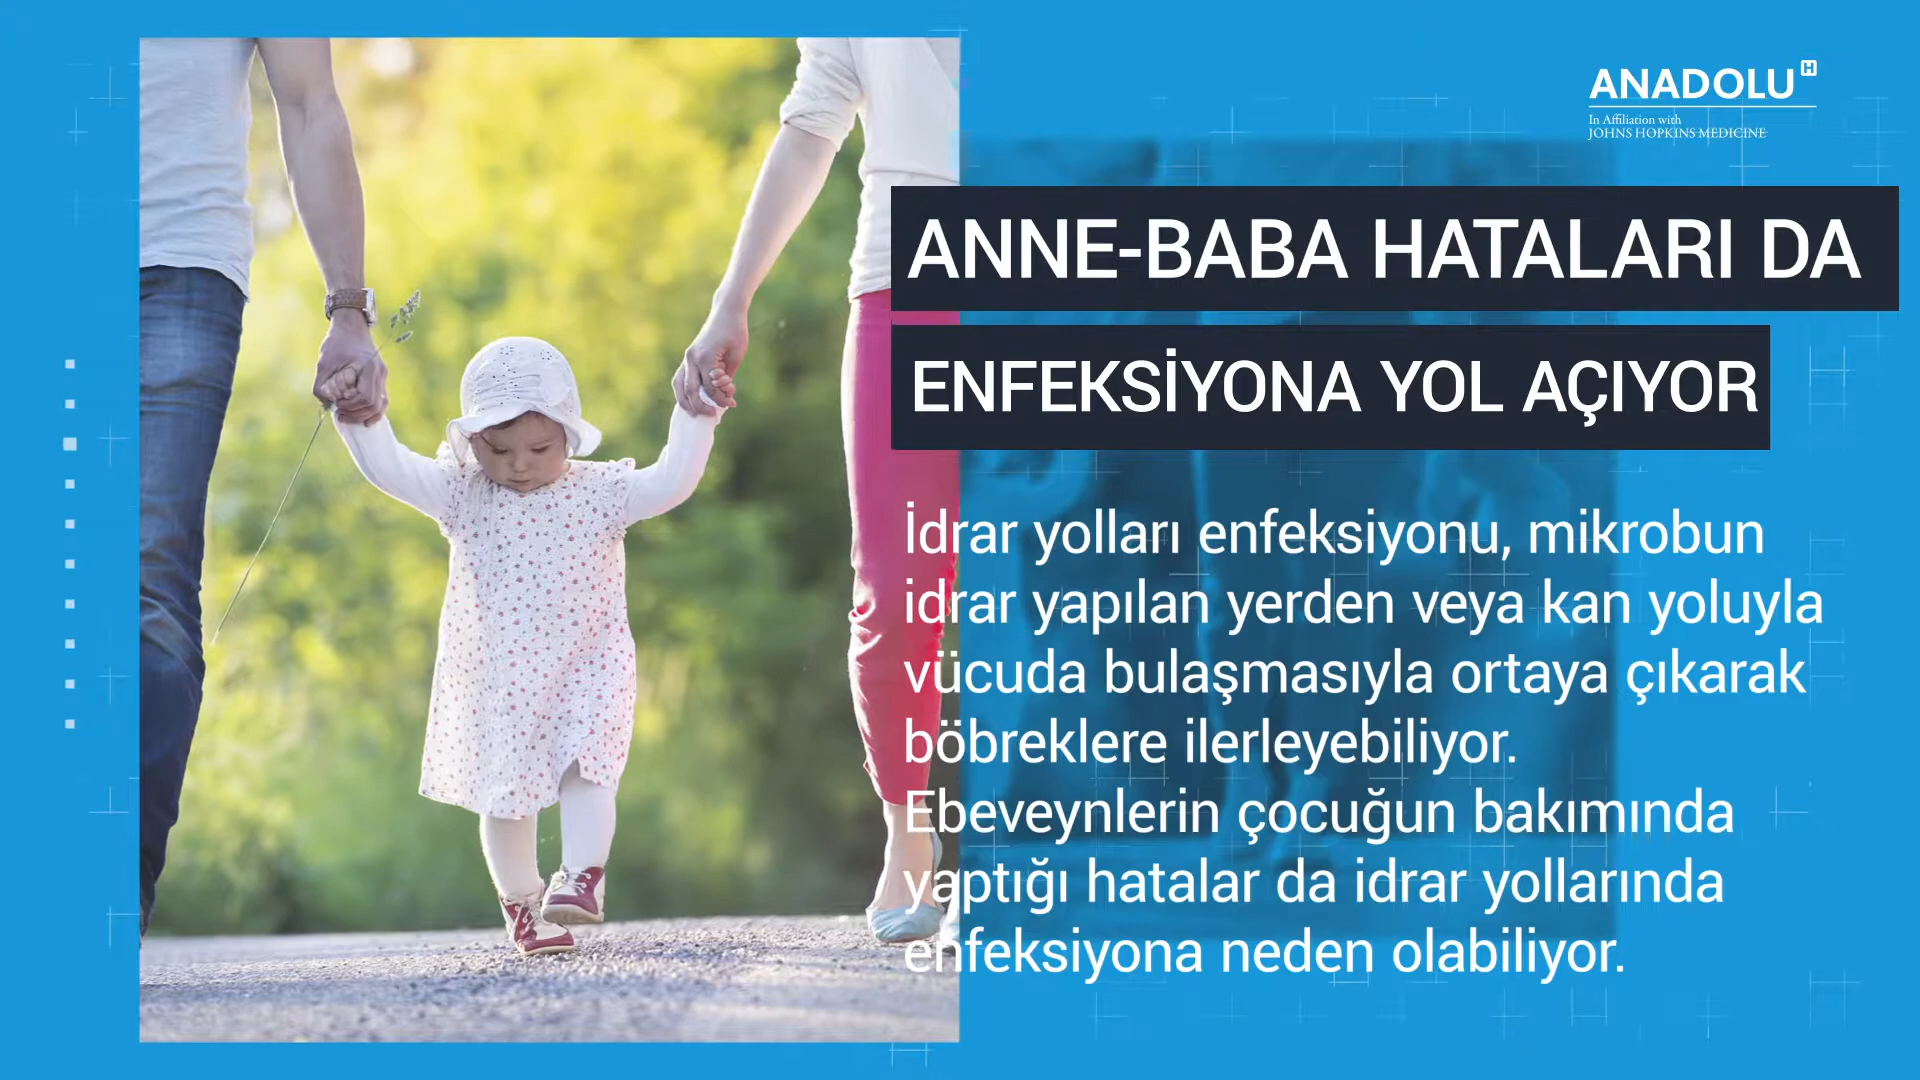 ANADOLU H
In Affiliation with
JOHNS HOPKINS MEDICINE
ANNE-BABA HATALARI DA
ENFEKSİYONA YOL AÇIYOR
İdrar yolları enfeksiyonu, mikrobun
idrar yapılan yerden veya kan yoluyla
vücuda bulaşmasıyla ortaya çıkarak
böbreklere ilerleyebiliyor.
Ebeveynlerin çocuğun bakımında
yaptığı hatalar da idrar yollarında
enfeksiyona neden olabiliyor.